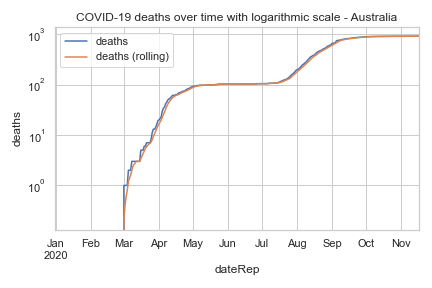 COVID-19 deaths over time with logarithmic scale - Australia
deaths
deaths (rolling)
10³
10²
10¹
10⁰
deaths
Jan Feb Mar Apr May Jun Jul Aug Sep Oct Nov
2020
dateRep